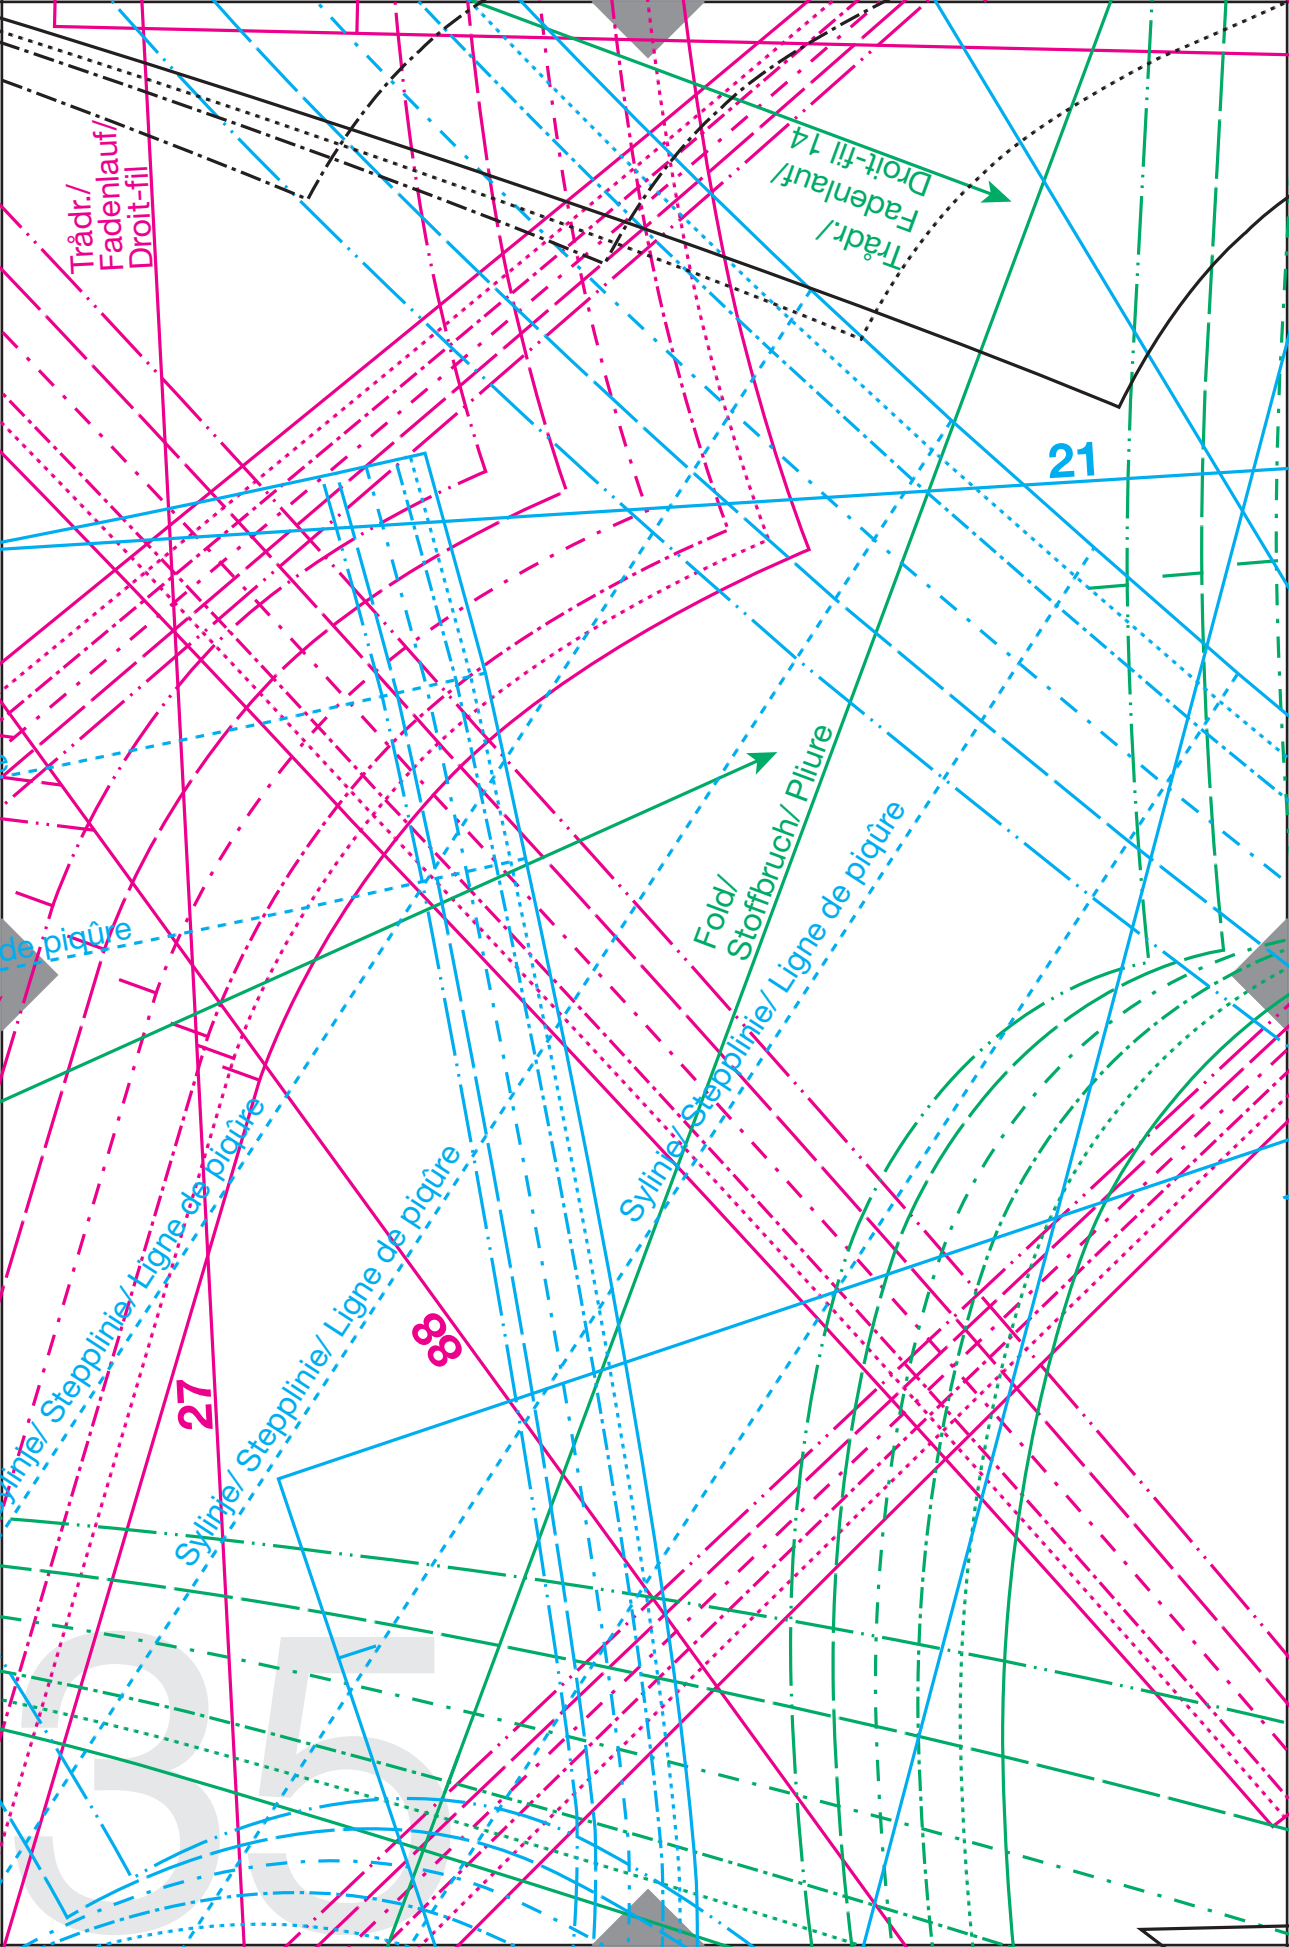 Trådr./
Fadenlauf/
Droit-fil
Droit-fil 14
Fadenlauf/
Trådr./
21
Fold/
Stoffbruch/ Pliure
Sylinje/ Stepplinie/ Ligne de piqûre
de piqûre
ylinje/ Stepplinie/ Ligne de piqûre
Sylinje/ Stepplinie/ Ligne de piqûre
88
27
35